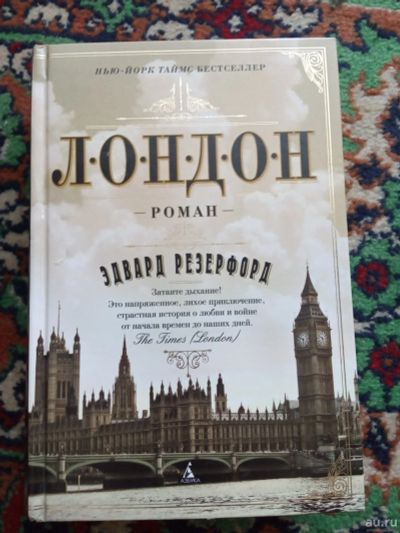 НЬЮ-ЙОРК ТАЙМС БЕСТСЕЛЛЕР
Л·О·Н·Д·О·Н
— РОМАН —
ЭДВАРД РЕЗЕРФОРД
Затаите дыхание!
Это напряженное, лихое приключение,
страстная история о любви и войне
от начала времен до наших дней.
The Times (London)
АЗБУКА
au.ru